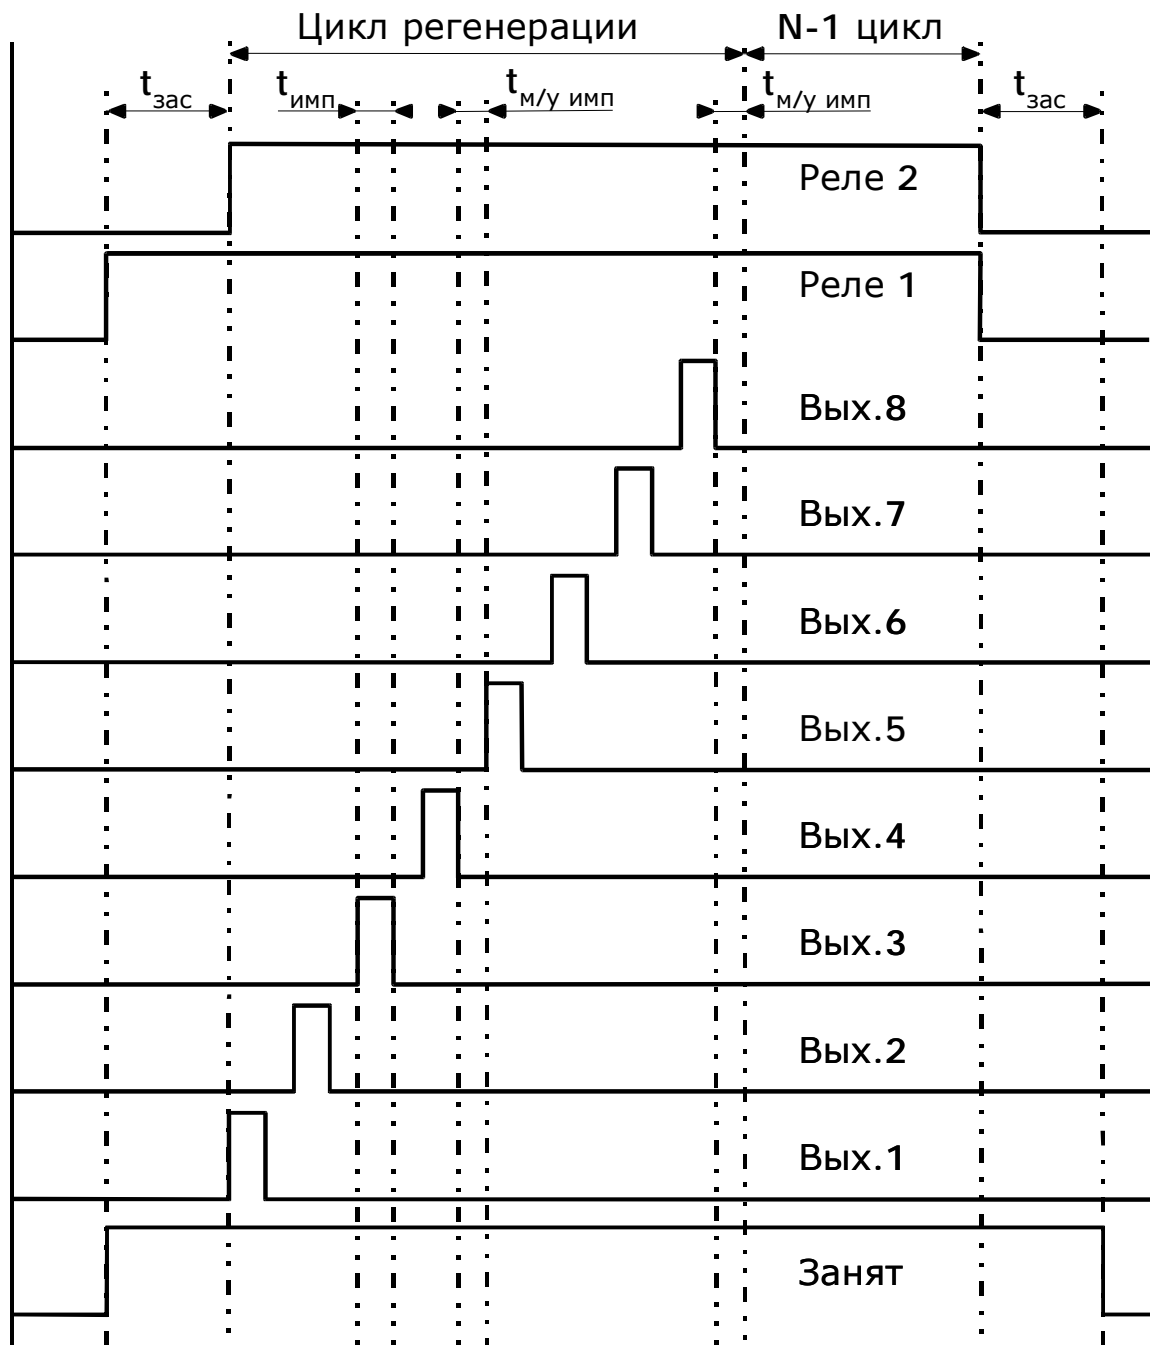 Цикл регенерации N-1 цикл
tзас tимп tм/у имп tм/у имп tзас
Реле 2
Реле 1
Вых.8
Вых.7
Вых.6
Вых.5
Вых.4
Вых.3
Вых.2
Вых.1
Занят